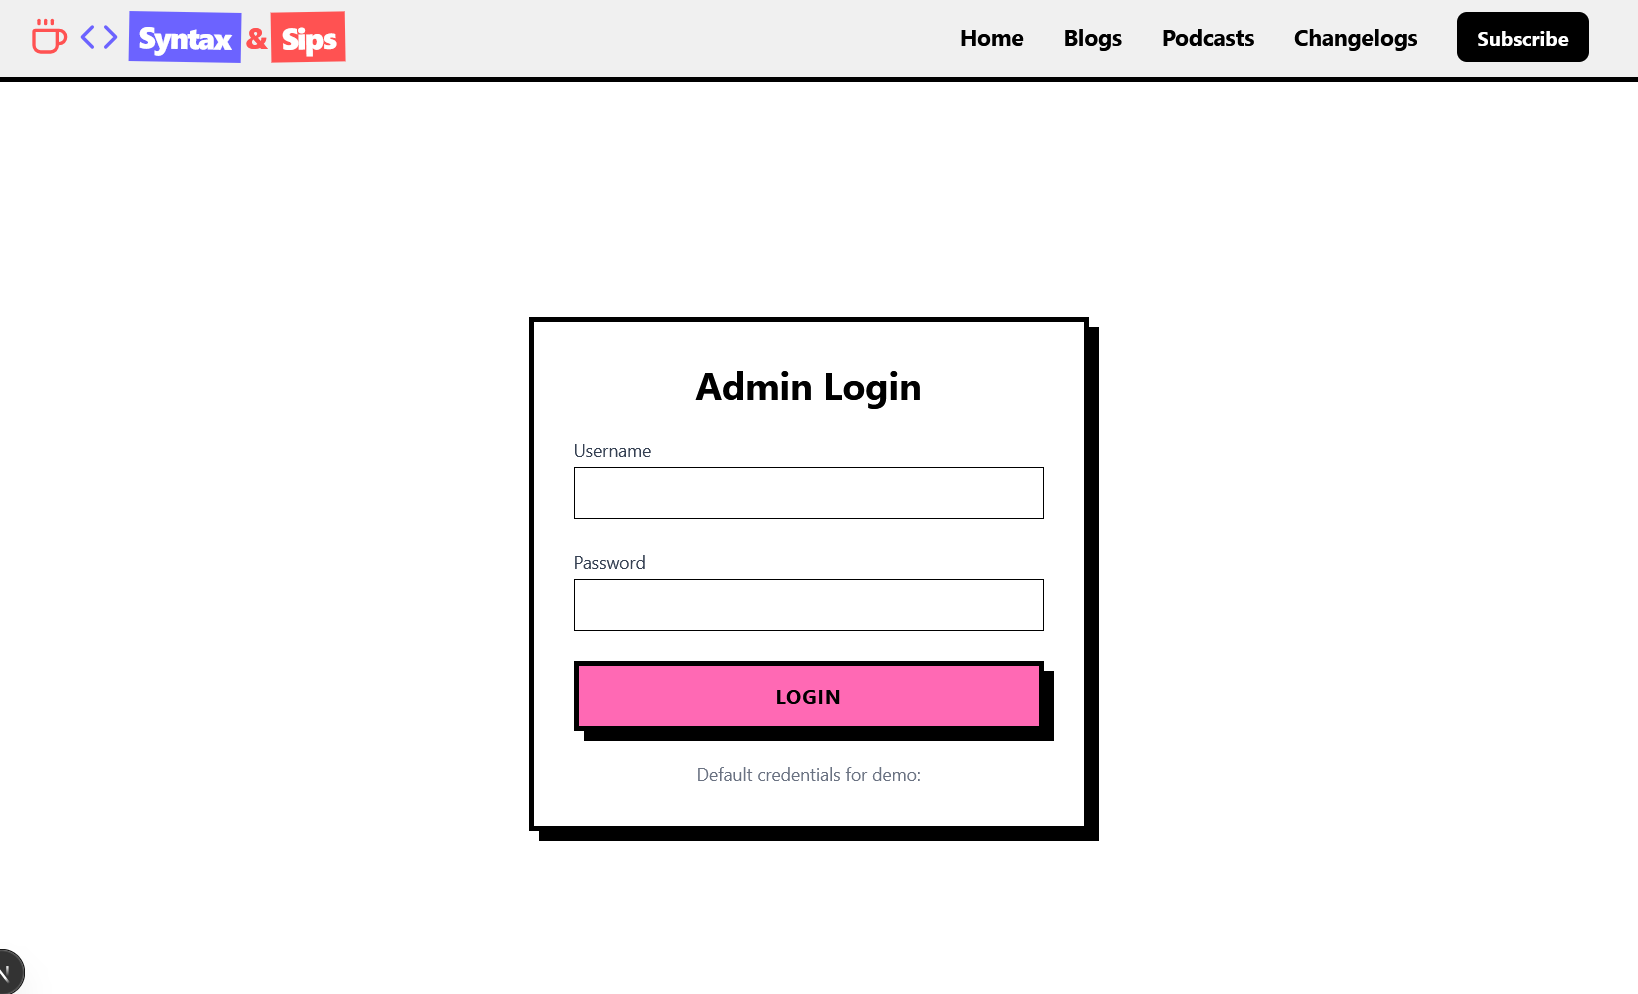 Syntax & Sips
Home Blogs Podcasts Changelogs Subscribe
Admin Login
Username
Password
LOGIN
Default credentials for demo:
N